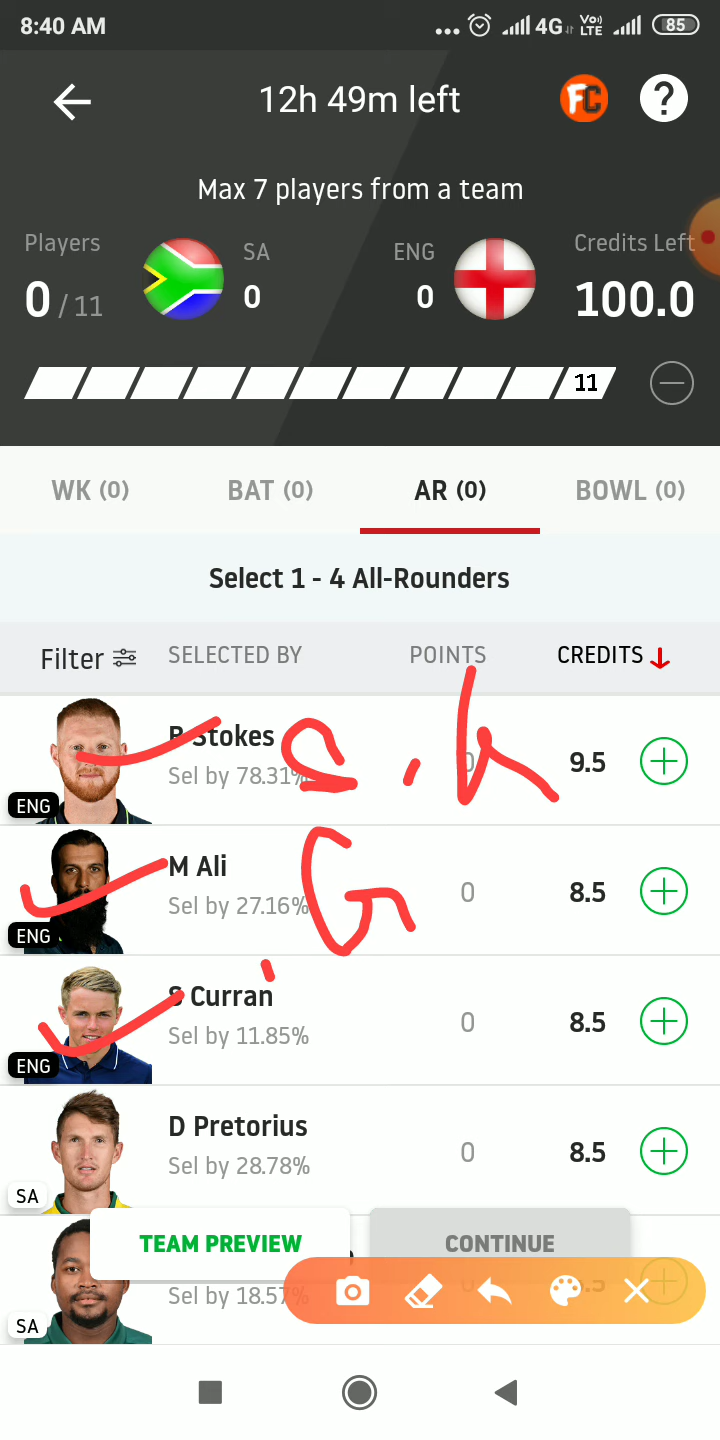 8:40 AM ... 4G Vo) LTE 85
12h 49m left FC ?
Max 7 players from a team
Players SA ENG Credits Left
0 / 11 0 0 100.0
11
WK (0) BAT (0) AR (0) BOWL (0)
Select 1 - 4 All-Rounders
Filter SELECTED BY POINTS CREDITS
B Stokes
Sel by 78.31% 0 9.5
ENG
M Ali
Sel by 27.16% 0 8.5
ENG
G
S Curran
Sel by 11.85% 0 8.5
ENG
D Pretorius
Sel by 28.78% 0 8.5
SA
TEAM PREVIEW CONTINUE
Sel by 18.57%
SA